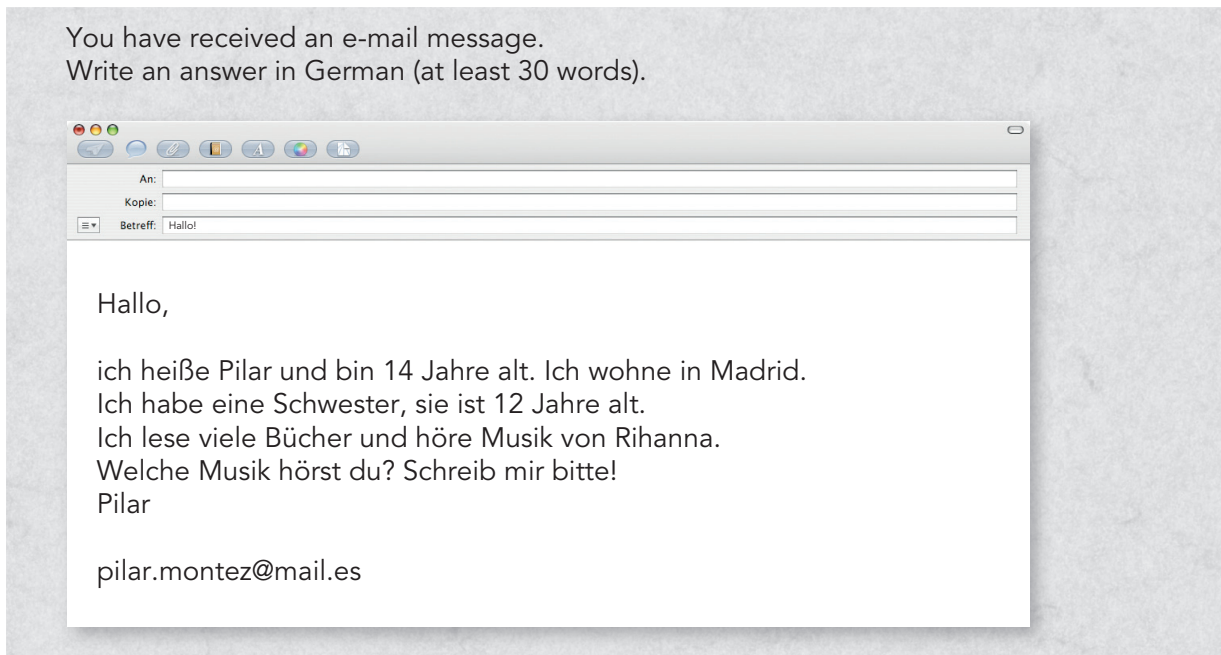 You have received an e-mail message.
Write an answer in German (at least 30 words).
An:
Kopie:
Betreff: Hallo!
Hallo,
ich heiße Pilar und bin 14 Jahre alt. Ich wohne in Madrid.
Ich habe eine Schwester, sie ist 12 Jahre alt.
Ich lese viele Bücher und höre Musik von Rihanna.
Welche Musik hörst du? Schreib mir bitte!
Pilar
pilar.montez@mail.es